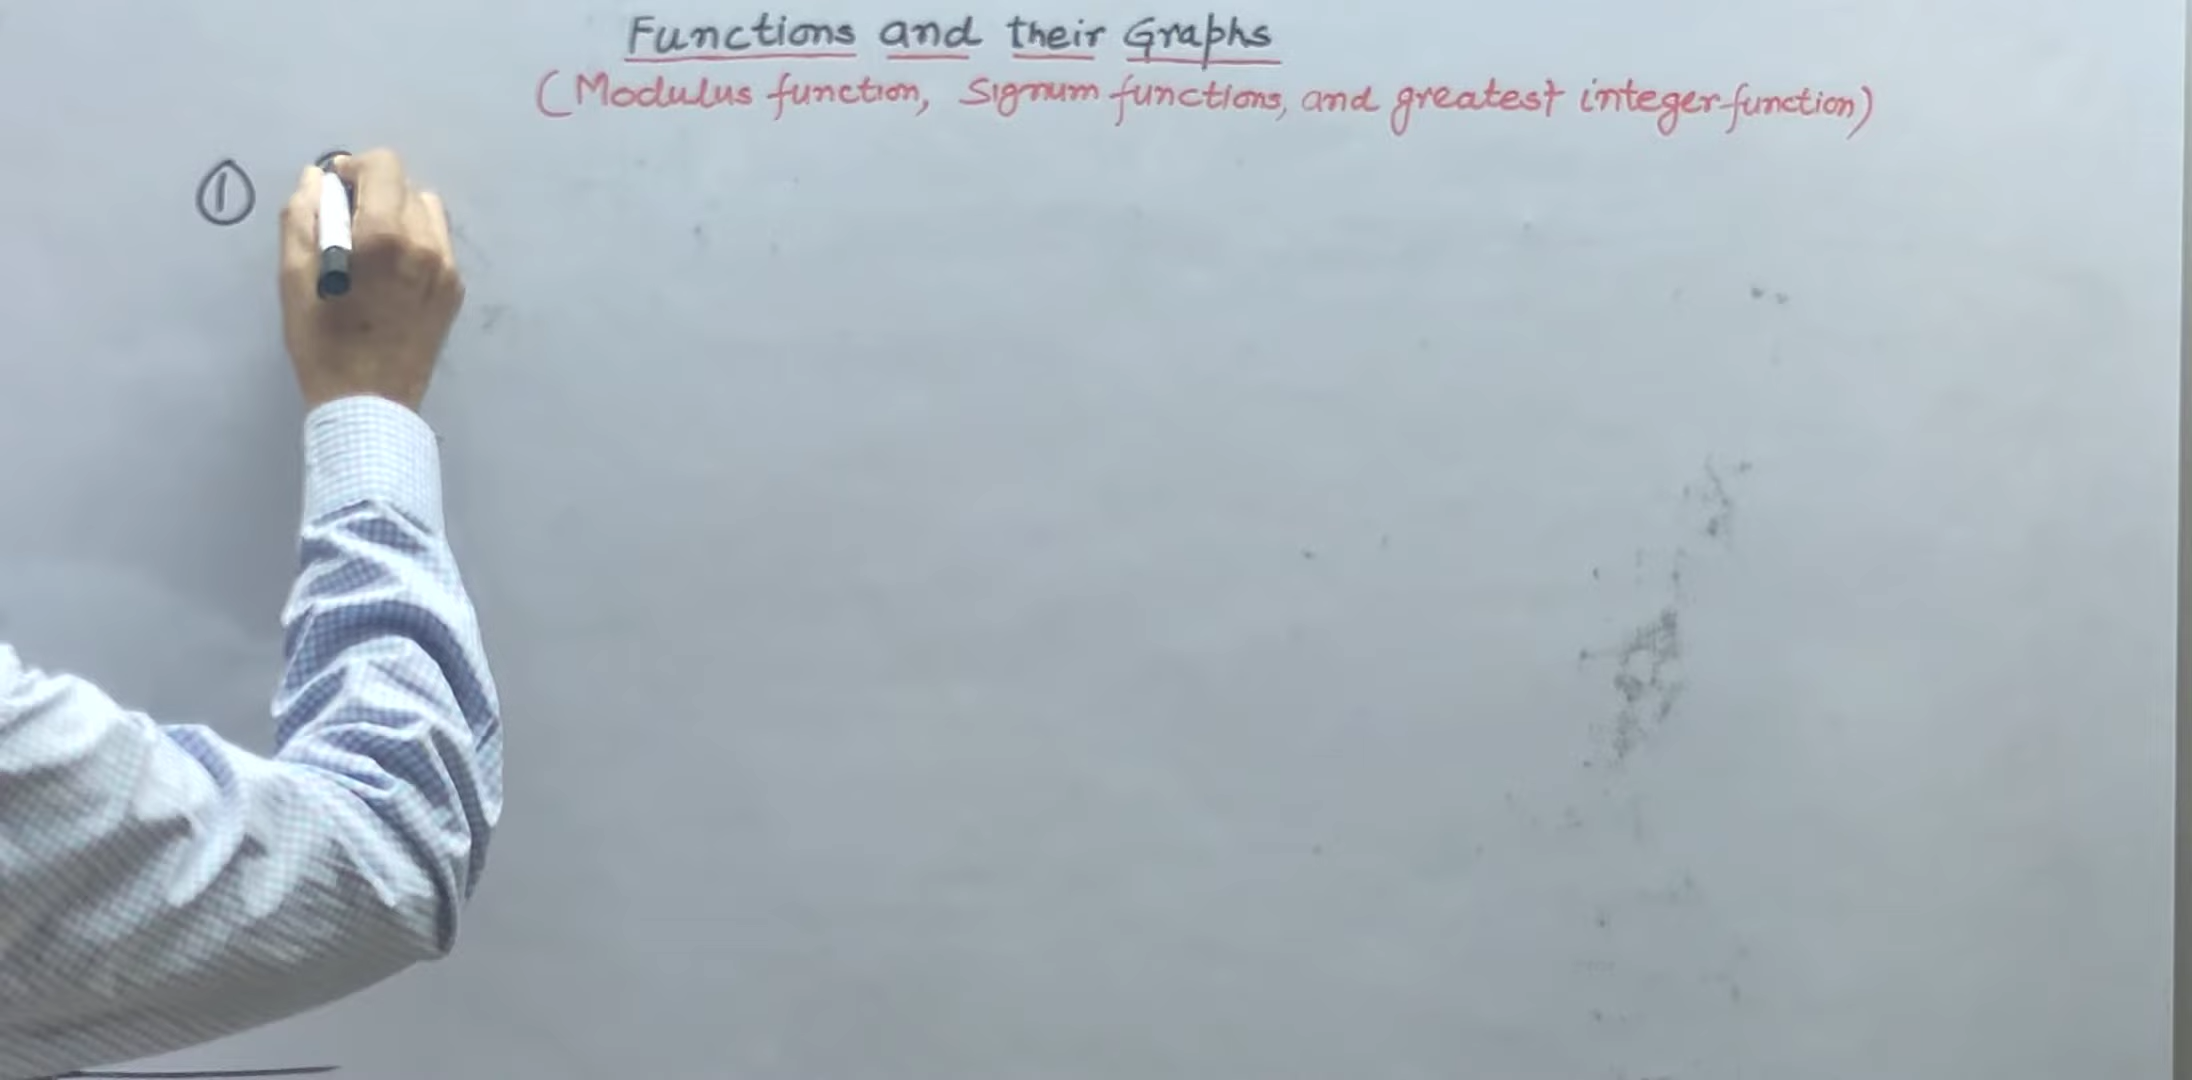 Functions and their Graphs
(Modulus function, Signum functions, and greatest integer function)
①